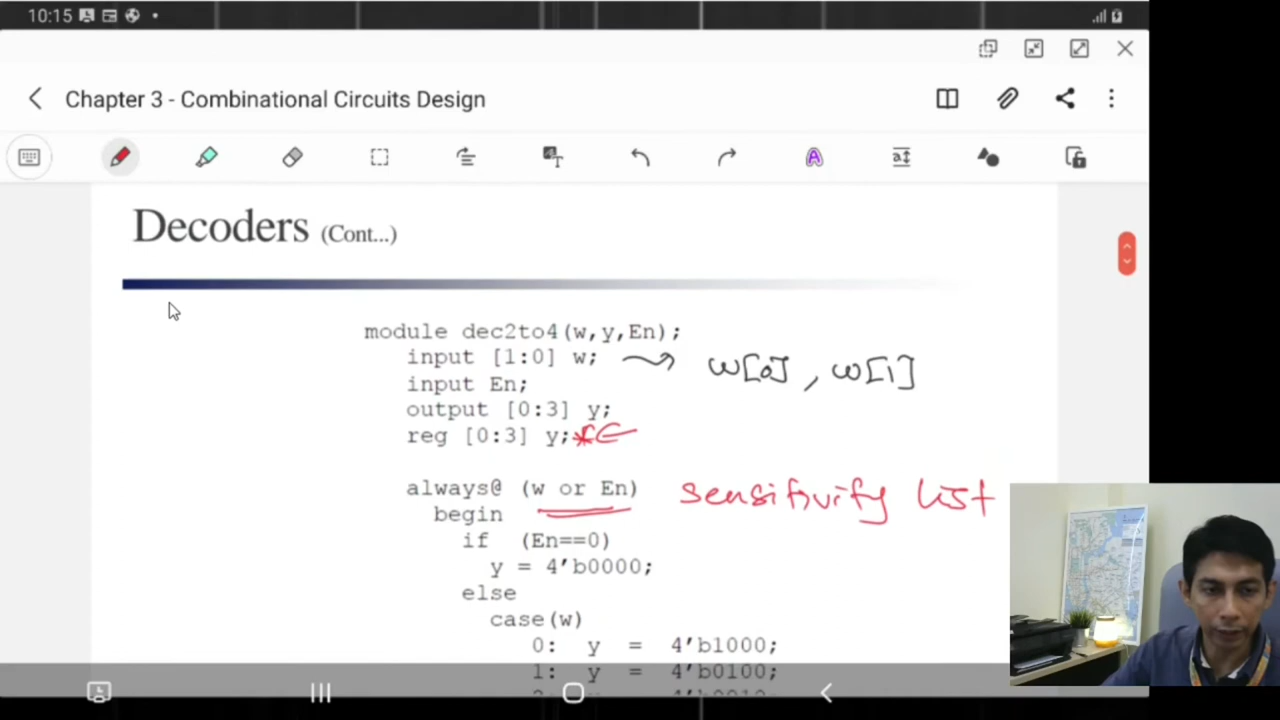 10:15
Chapter 3 - Combinational Circuits Design
Decoders (Cont...)
module dec2to4(w,y,En);
input [1:0] w; w[0], w[1]
input En;
output [0:3] y;
reg [0:3] y;
always@ (w or En) sensitivity list
begin
if (En==0)
y = 4'b0000;
else
case(w)
0: y = 4'b1000;
1: y = 4'b0100;